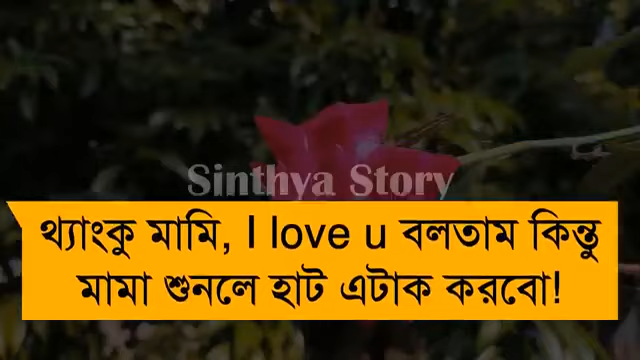 Sinthya Story
থ্যাংকু মামি, I love u বলতাম কিন্তু
মামা শুনলে হাট এটাক করবো!